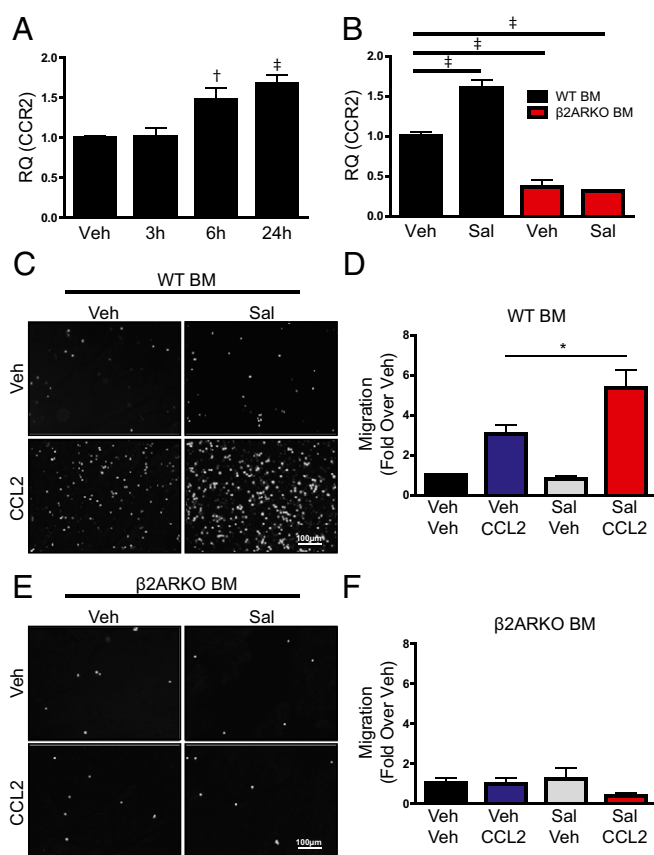 A
RQ (CCR2)
2.0
1.5
1.0
0.5
0.0
†
‡
Veh 3h 6h 24h
B
RQ (CCR2)
2.0
1.5
1.0
0.5
0.0
‡
‡
‡
WT BM
β2ARKO BM
Veh Sal Veh Sal
C
WT BM
Veh Sal
Veh
CCL2
100μm
D
WT BM
Migration
(Fold Over Veh)
8
6
4
2
0
*
Veh Veh Sal Sal
Veh CCL2 Veh CCL2
E
β2ARKO BM
Veh Sal
Veh
CCL2
100μm
F
β2ARKO BM
Migration
(Fold Over Veh)
8
6
4
2
0
Veh Veh Sal Sal
Veh CCL2 Veh CCL2